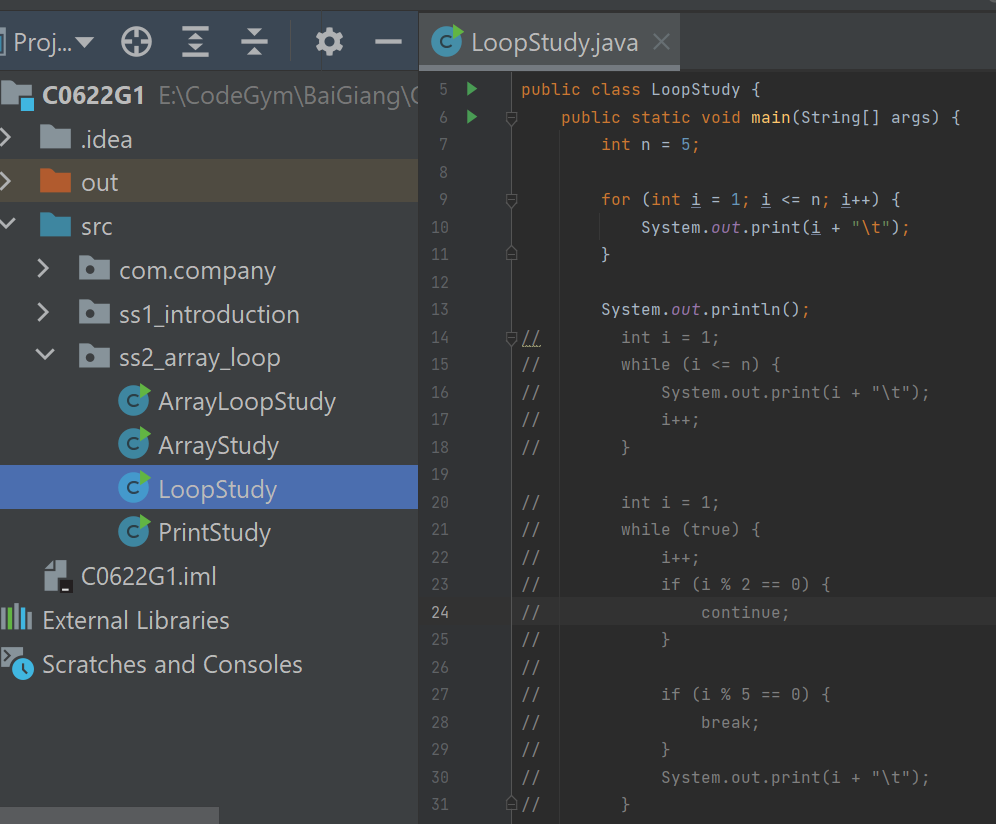 Proj...
C0622G1 E:\CodeGym\BaiGiang\
.idea
out
src
com.company
ss1_introduction
ss2_array_loop
ArrayLoopStudy
ArrayStudy
LoopStudy
PrintStudy
C0622G1.iml
External Libraries
Scratches and Consoles
LoopStudy.java
5 public class LoopStudy {
6     public static void main(String[] args) {
7         int n = 5;
8
9         for (int i = 1; i <= n; i++) {
10             System.out.print(i + "\t");
11         }
12
13         System.out.println();
14 //        int i = 1;
15 //        while (i <= n) {
16 //            System.out.print(i + "\t");
17 //            i++;
18 //        }
19
20 //        int i = 1;
21 //        while (true) {
22 //            i++;
23 //            if (i % 2 == 0) {
24 //                continue;
25 //            }
26 //
27 //            if (i % 5 == 0) {
28 //                break;
29 //            }
30 //            System.out.print(i + "\t");
31 //        }